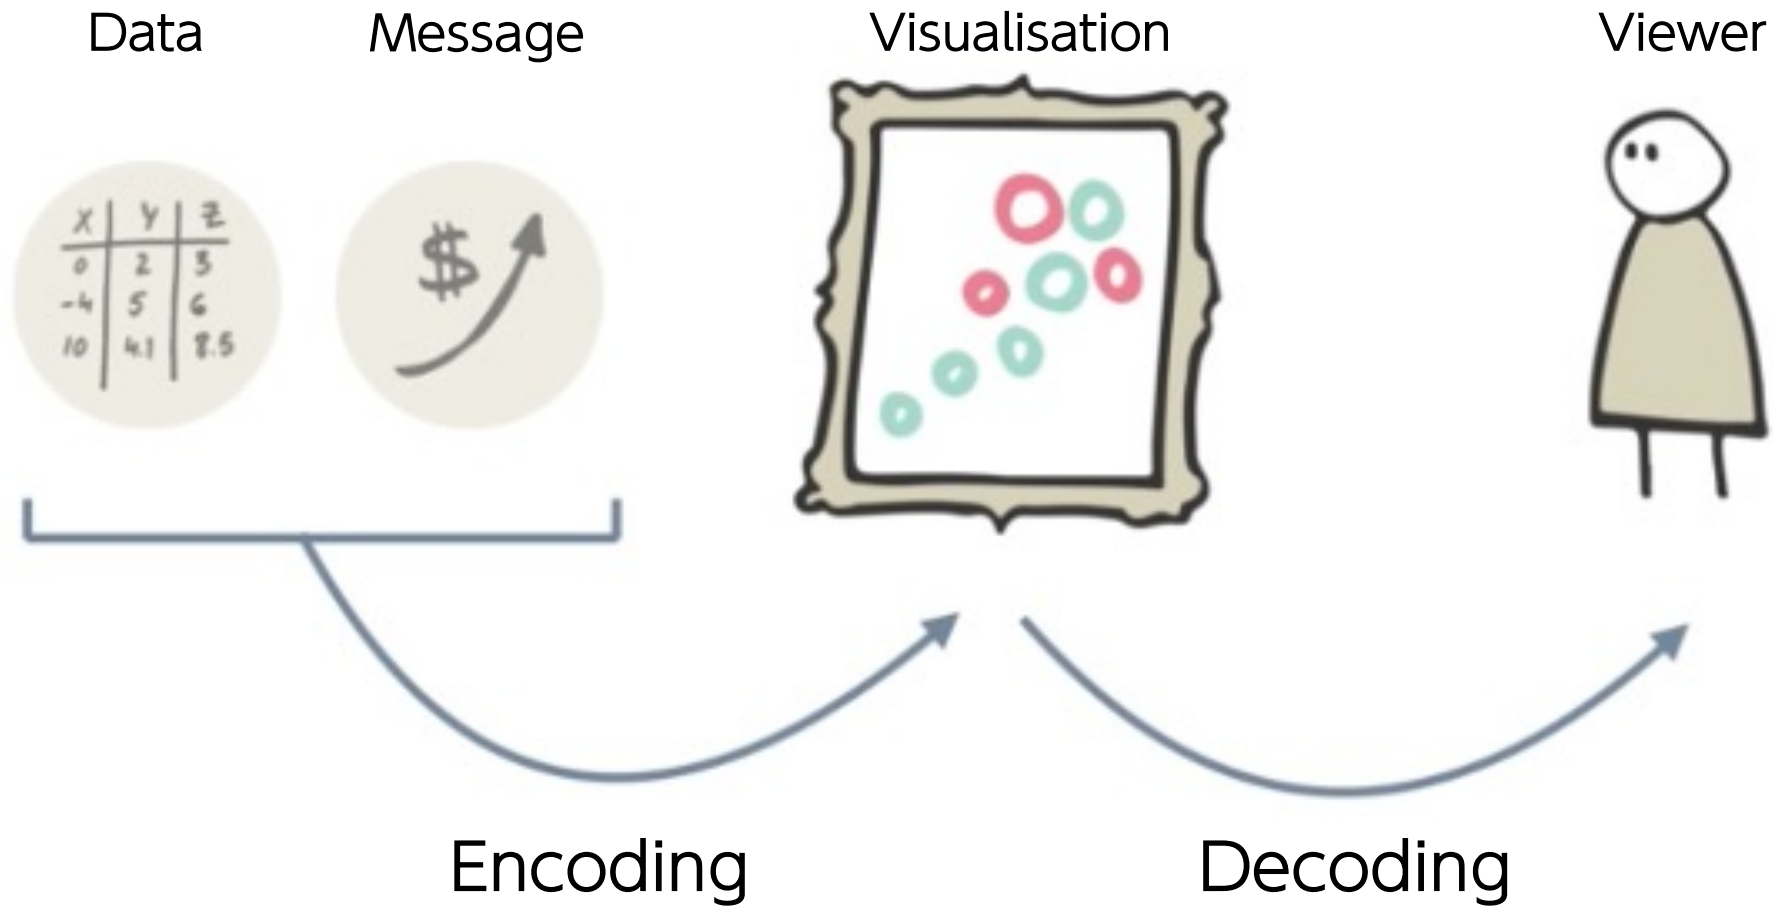 Data Message Visualisation Viewer
X Y Z
0 2 3
-4 5 6
10 4.1 8.5
$
Encoding Decoding